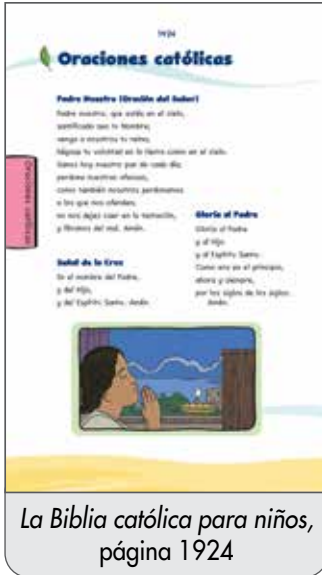 1924
Oraciones católicas
Padre Nuestro (Oración del Señor)
Padre nuestro, que estás en el cielo,
santificado sea tu Nombre;
venga a nosotros tu reino;
hágase tu voluntad en la tierra como en el cielo.
Danos hoy nuestro pan de cada día;
perdona nuestras ofensas,
como también nosotros perdonamos
a los que nos ofenden;
no nos dejes caer en la tentación,
y líbranos del mal. Amén.
Señal de la Cruz
En el nombre del Padre,
y del Hijo,
y del Espíritu Santo. Amén.
Gloria al Padre
Gloria al Padre
y al Hijo
y al Espíritu Santo.
Como era en el principio,
ahora y siempre,
por los siglos de los siglos.
Amén.
Oraciones católicas
La Biblia católica para niños,
página 1924